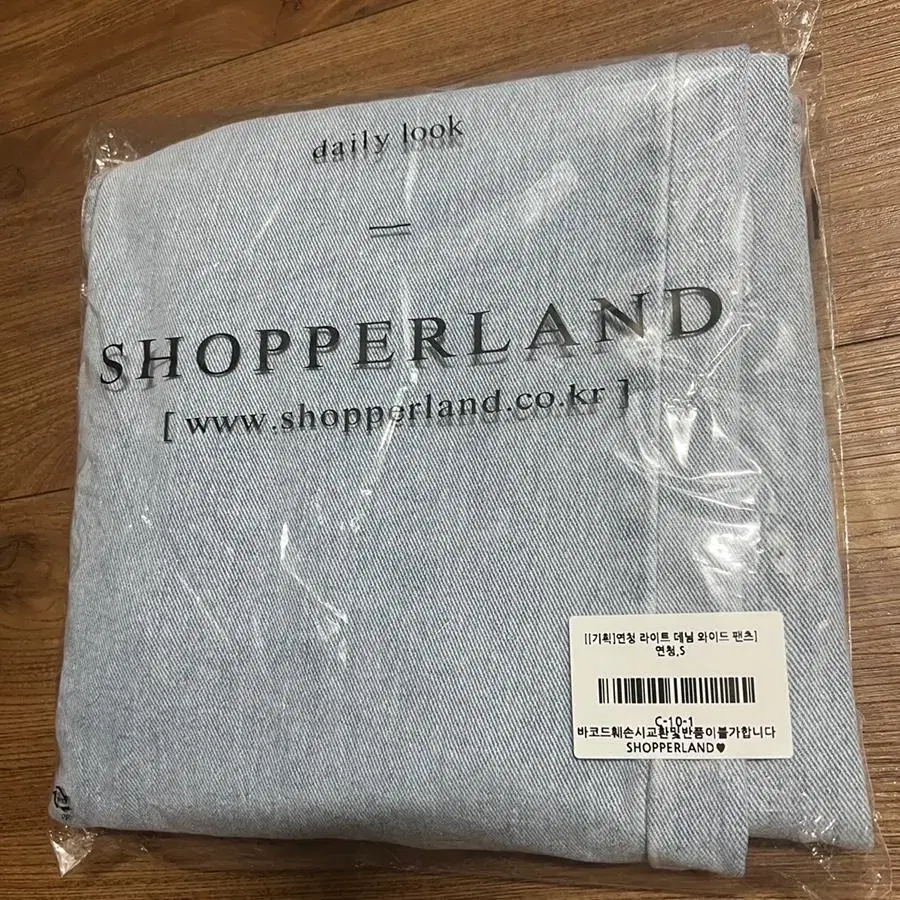 daily look
SHOPPERLAND
[ www.shopperland.co.kr ]
[[기획]연청 라이트 데님 와이드 팬츠]
연청,S
C-10-1
바코드훼손시교환및반품이불가합니다
SHOPPERLAND♥
PP